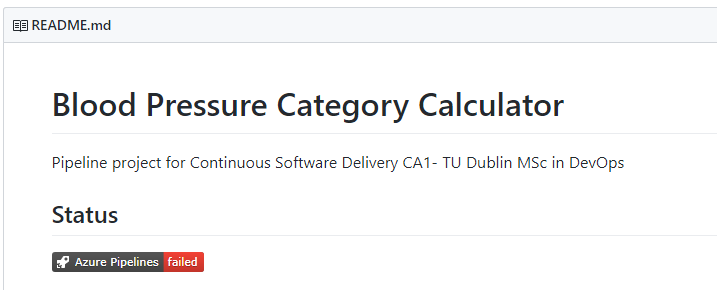 README.md
Blood Pressure Category Calculator
Pipeline project for Continuous Software Delivery CA1- TU Dublin MSc in DevOps
Status
Azure Pipelines failed